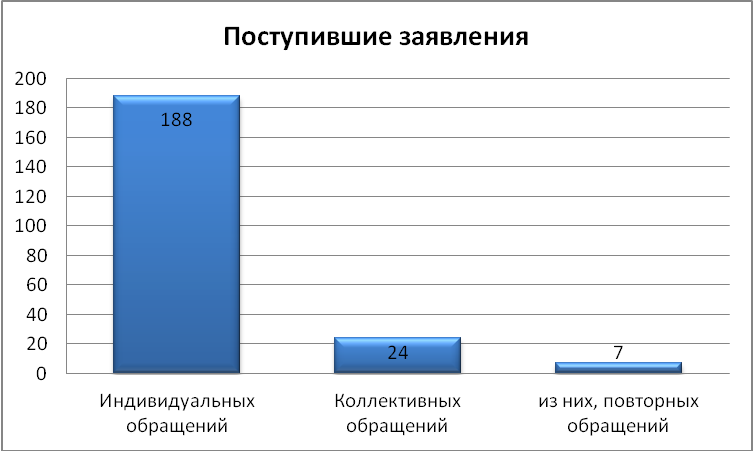 Поступившие заявления
200
180
160
140
120
100
80
60
40
20
0
188
24
7
Индивидуальных
обращений
Коллективных
обращений
из них, повторных
обращений